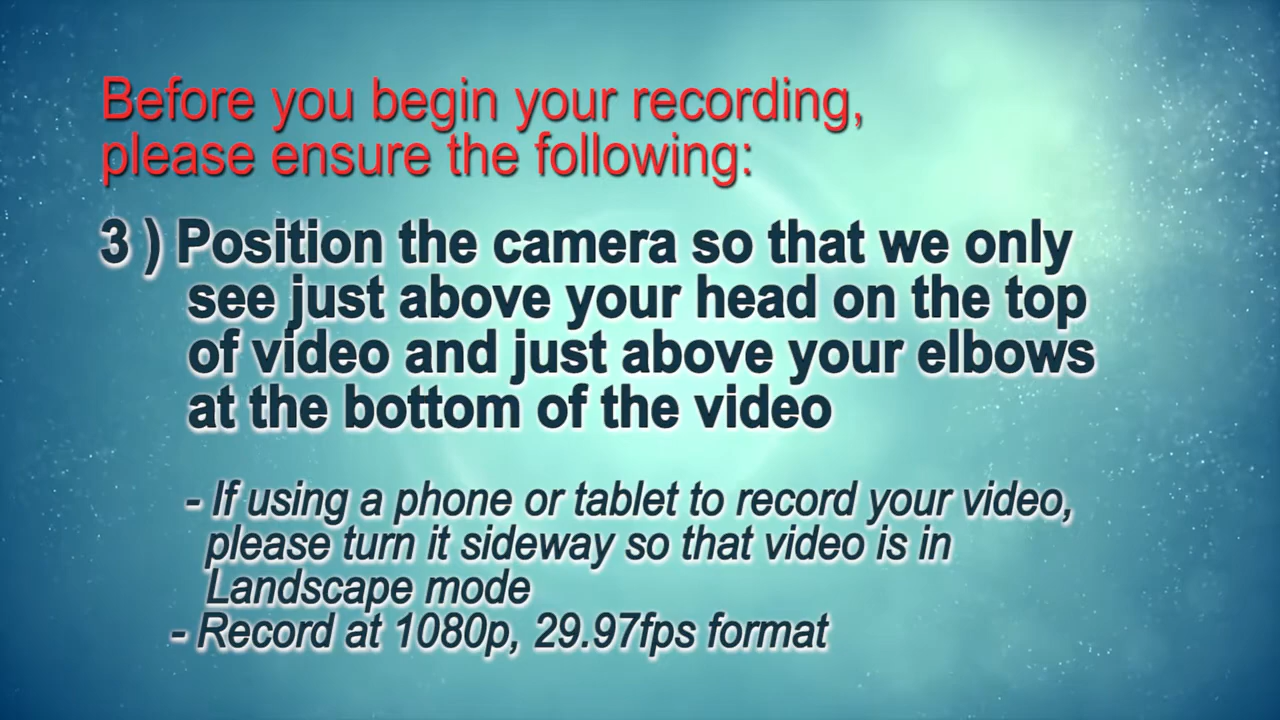 Before you begin your recording,
please ensure the following:
3 ) Position the camera so that we only
see just above your head on the top
of video and just above your elbows
at the bottom of the video
- If using a phone or tablet to record your video,
please turn it sideway so that video is in
Landscape mode
- Record at 1080p, 29.97fps format